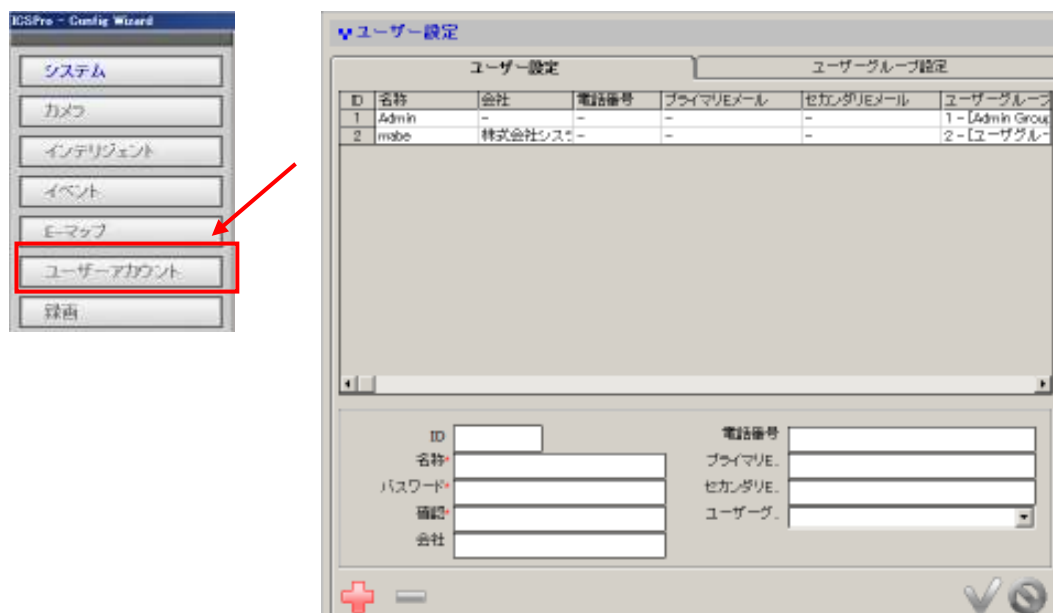 ICSPro - Config Wizard
システム
カメラ
インテリジェント
イベント
E-マップ
ユーザーアカウント
録画
ユーザー設定
ユーザー設定 ユーザーグループ設定
ID 名称 会社 電話番号 プライマリEメール セカンダリEメール ユーザーグループ
1 Admin - - - - 1 - [Admin Group
2 mabe 株式会社シス - - - 2 - [ユーザグルー
ID
名称*
パスワード*
確認*
会社
電話番号
プライマリE..
セカンダリE..
ユーザーグ..